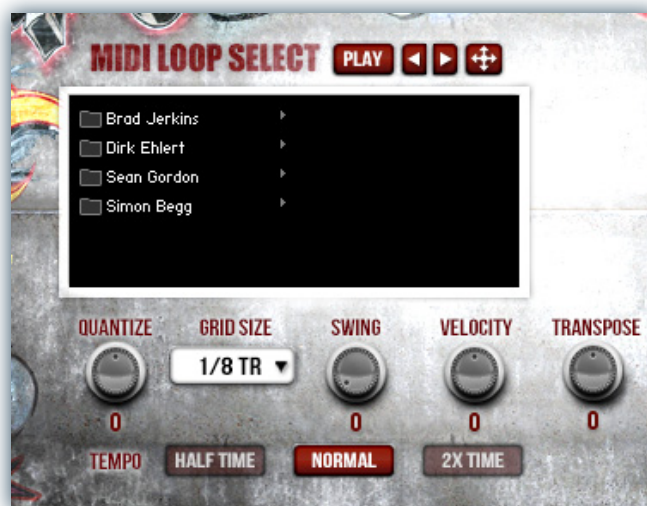 MIDI LOOP SELECT PLAY
Brad Jerkins
Dirk Ehlert
Sean Gordon
Simon Begg
QUANTIZE GRID SIZE SWING VELOCITY TRANSPOSE
1/8 TR
0 0 0 0
TEMPO HALF TIME NORMAL 2X TIME